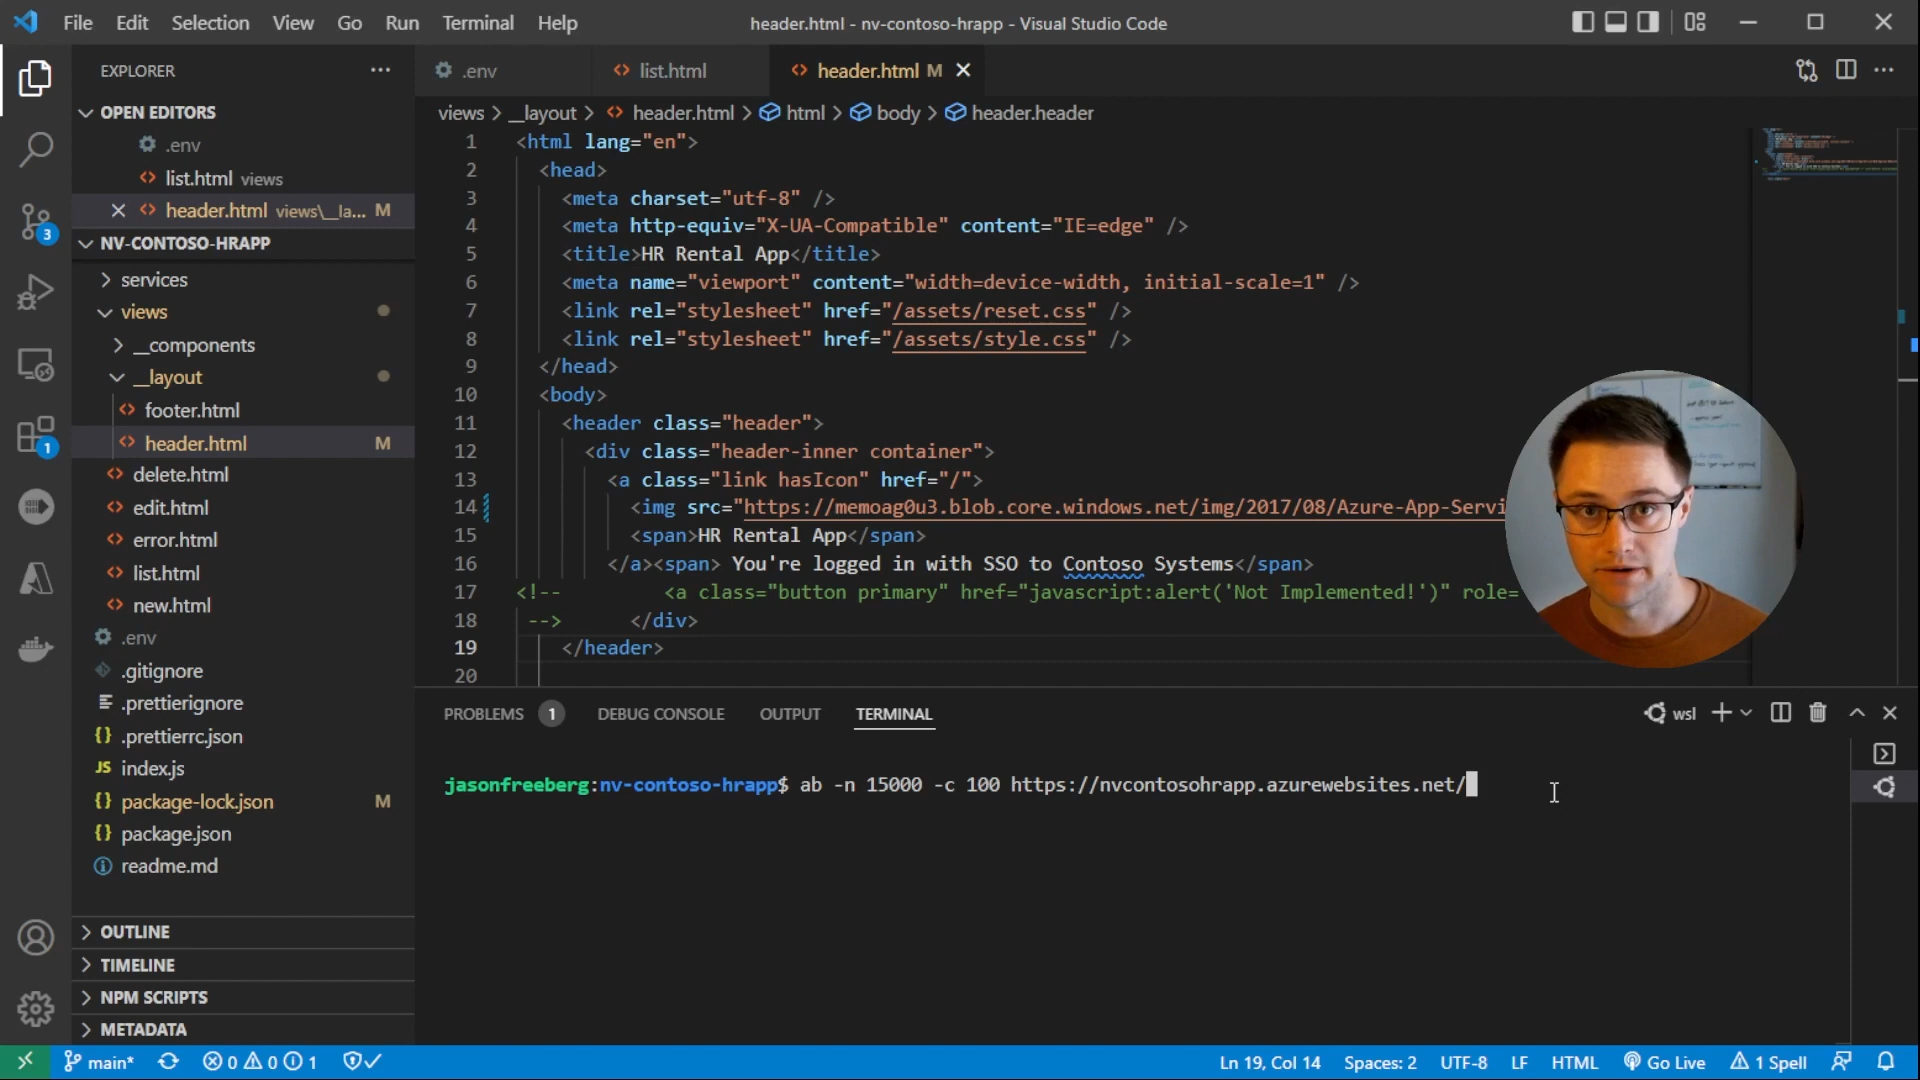 File Edit Selection View Go Run Terminal Help
header.html - nv-contoso-hrapp - Visual Studio Code
EXPLORER
OPEN EDITORS
.env
list.html views
header.html views\__la... M
NV-CONTOSO-HRAPP
services
views
__components
__layout
footer.html
header.html M
delete.html
edit.html
error.html
list.html
new.html
.env
.gitignore
.prettierignore
.prettierrc.json
JS index.js
package-lock.json M
package.json
readme.md
OUTLINE
TIMELINE
NPM SCRIPTS
METADATA
3
1
.env
list.html
header.html M
views > __layout > header.html > html > body > header.header
1 <html lang="en">
2 <head>
3 <meta charset="utf-8" />
4 <meta http-equiv="X-UA-Compatible" content="IE=edge" />
5 <title>HR Rental App</title>
6 <meta name="viewport" content="width=device-width, initial-scale=1" />
7 <link rel="stylesheet" href="/assets/reset.css" />
8 <link rel="stylesheet" href="/assets/style.css" />
9 </head>
10 <body>
11 <header class="header">
12 <div class="header-inner container">
13 <a class="link hasIcon" href="/">
14 <img src="https://memoag0u3.blob.core.windows.net/img/2017/08/Azure-App-Servi
15 <span>HR Rental App</span>
16 </a><span> You're logged in with SSO to Contoso Systems</span>
17 <!-- <a class="button primary" href="javascript:alert('Not Implemented!')" role=
18 --> </div>
19 </header>
20
PROBLEMS 1 DEBUG CONSOLE OUTPUT TERMINAL
wsl
jasonfreeberg:nv-contoso-hrapp$ ab -n 15000 -c 100 https://nvcontosohrapp.azurewebsites.net/
main* 0 0 1
Ln 19, Col 14 Spaces: 2 UTF-8 LF HTML Go Live 1 Spell